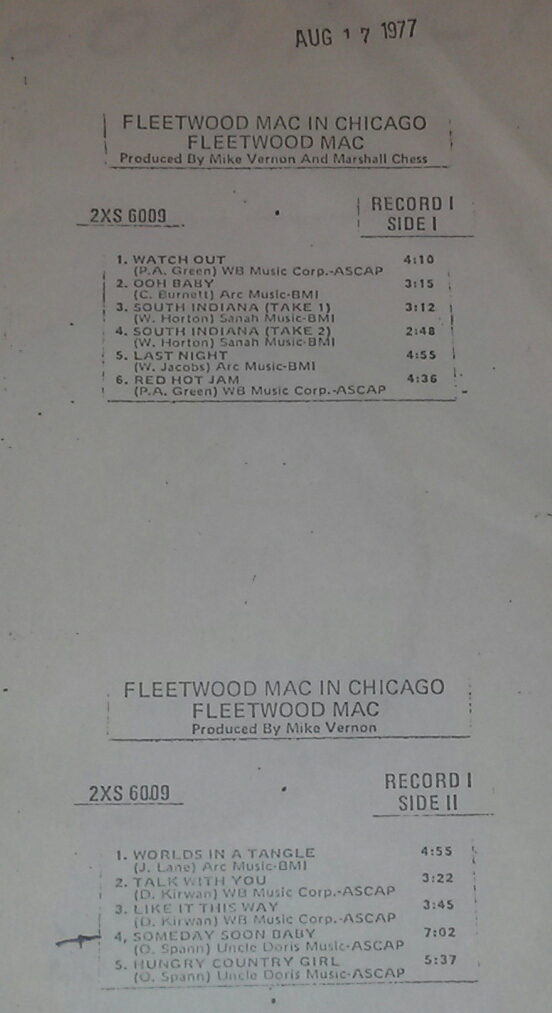 AUG 17 1977
FLEETWOOD MAC IN CHICAGO
FLEETWOOD MAC
Produced By Mike Vernon And Marshall Chess
2XS 6009
RECORD I
SIDE I
1. WATCH OUT 4:10
(P.A. Green) WB Music Corp.-ASCAP
2. OOH BABY 3:15
(C. Burnett) Arc Music-BMI
3. SOUTH INDIANA (TAKE 1) 3:12
(W. Horton) Sanah Music-BMI
4. SOUTH INDIANA (TAKE 2) 2:48
(W. Horton) Sanah Music-BMI
5. LAST NIGHT 4:55
(W. Jacobs) Arc Music-BMI
6. RED HOT JAM 4:36
(P.A. Green) WB Music Corp.-ASCAP
FLEETWOOD MAC IN CHICAGO
FLEETWOOD MAC
Produced By Mike Vernon
2XS 6009
RECORD I
SIDE II
1. WORLDS IN A TANGLE 4:55
(J. Lane) Arc Music-BMI
2. TALK WITH YOU 3:22
(D. Kirwan) WB Music Corp.-ASCAP
3. LIKE IT THIS WAY 3:45
(D. Kirwan) WB Music Corp.-ASCAP
4, SOMEDAY SOON BABY 7:02
(O. Spann) Uncle Doris Music-ASCAP
5. HUNGRY COUNTRY GIRL 5:37
(O. Spann) Uncle Doris Music-ASCAP